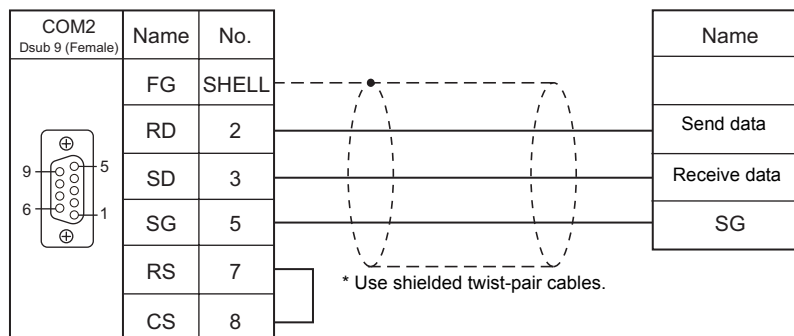 COM2
Dsub 9 (Female)
Name
No.
Name
FG
SHELL
RD
2
Send data
SD
3
Receive data
SG
5
SG
RS
7
CS
8
9
5
6
1
* Use shielded twist-pair cables.